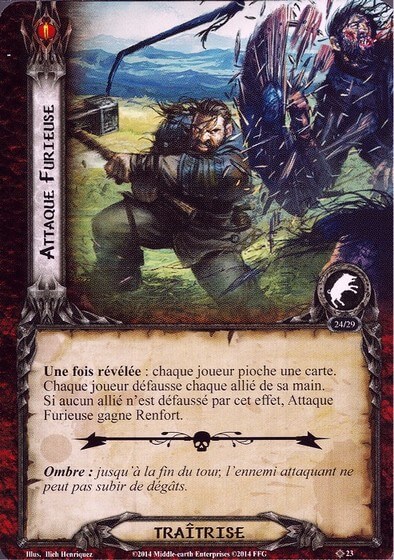 ATTAQUE FURIEUSE
24/29
Une fois révélée : chaque joueur pioche une carte.
Chaque joueur défausse chaque allié de sa main.
Si aucun allié n'est défaussé par cet effet, Attaque
Furieuse gagne Renfort.
Ombre : jusqu'à la fin du tour, l'ennemi attaquant ne
peut pas subir de dégâts.
TRAÎTRISE
Illus. Ilich Henriquez ©2014 Middle-earth Enterprises ©2014 FFG 23